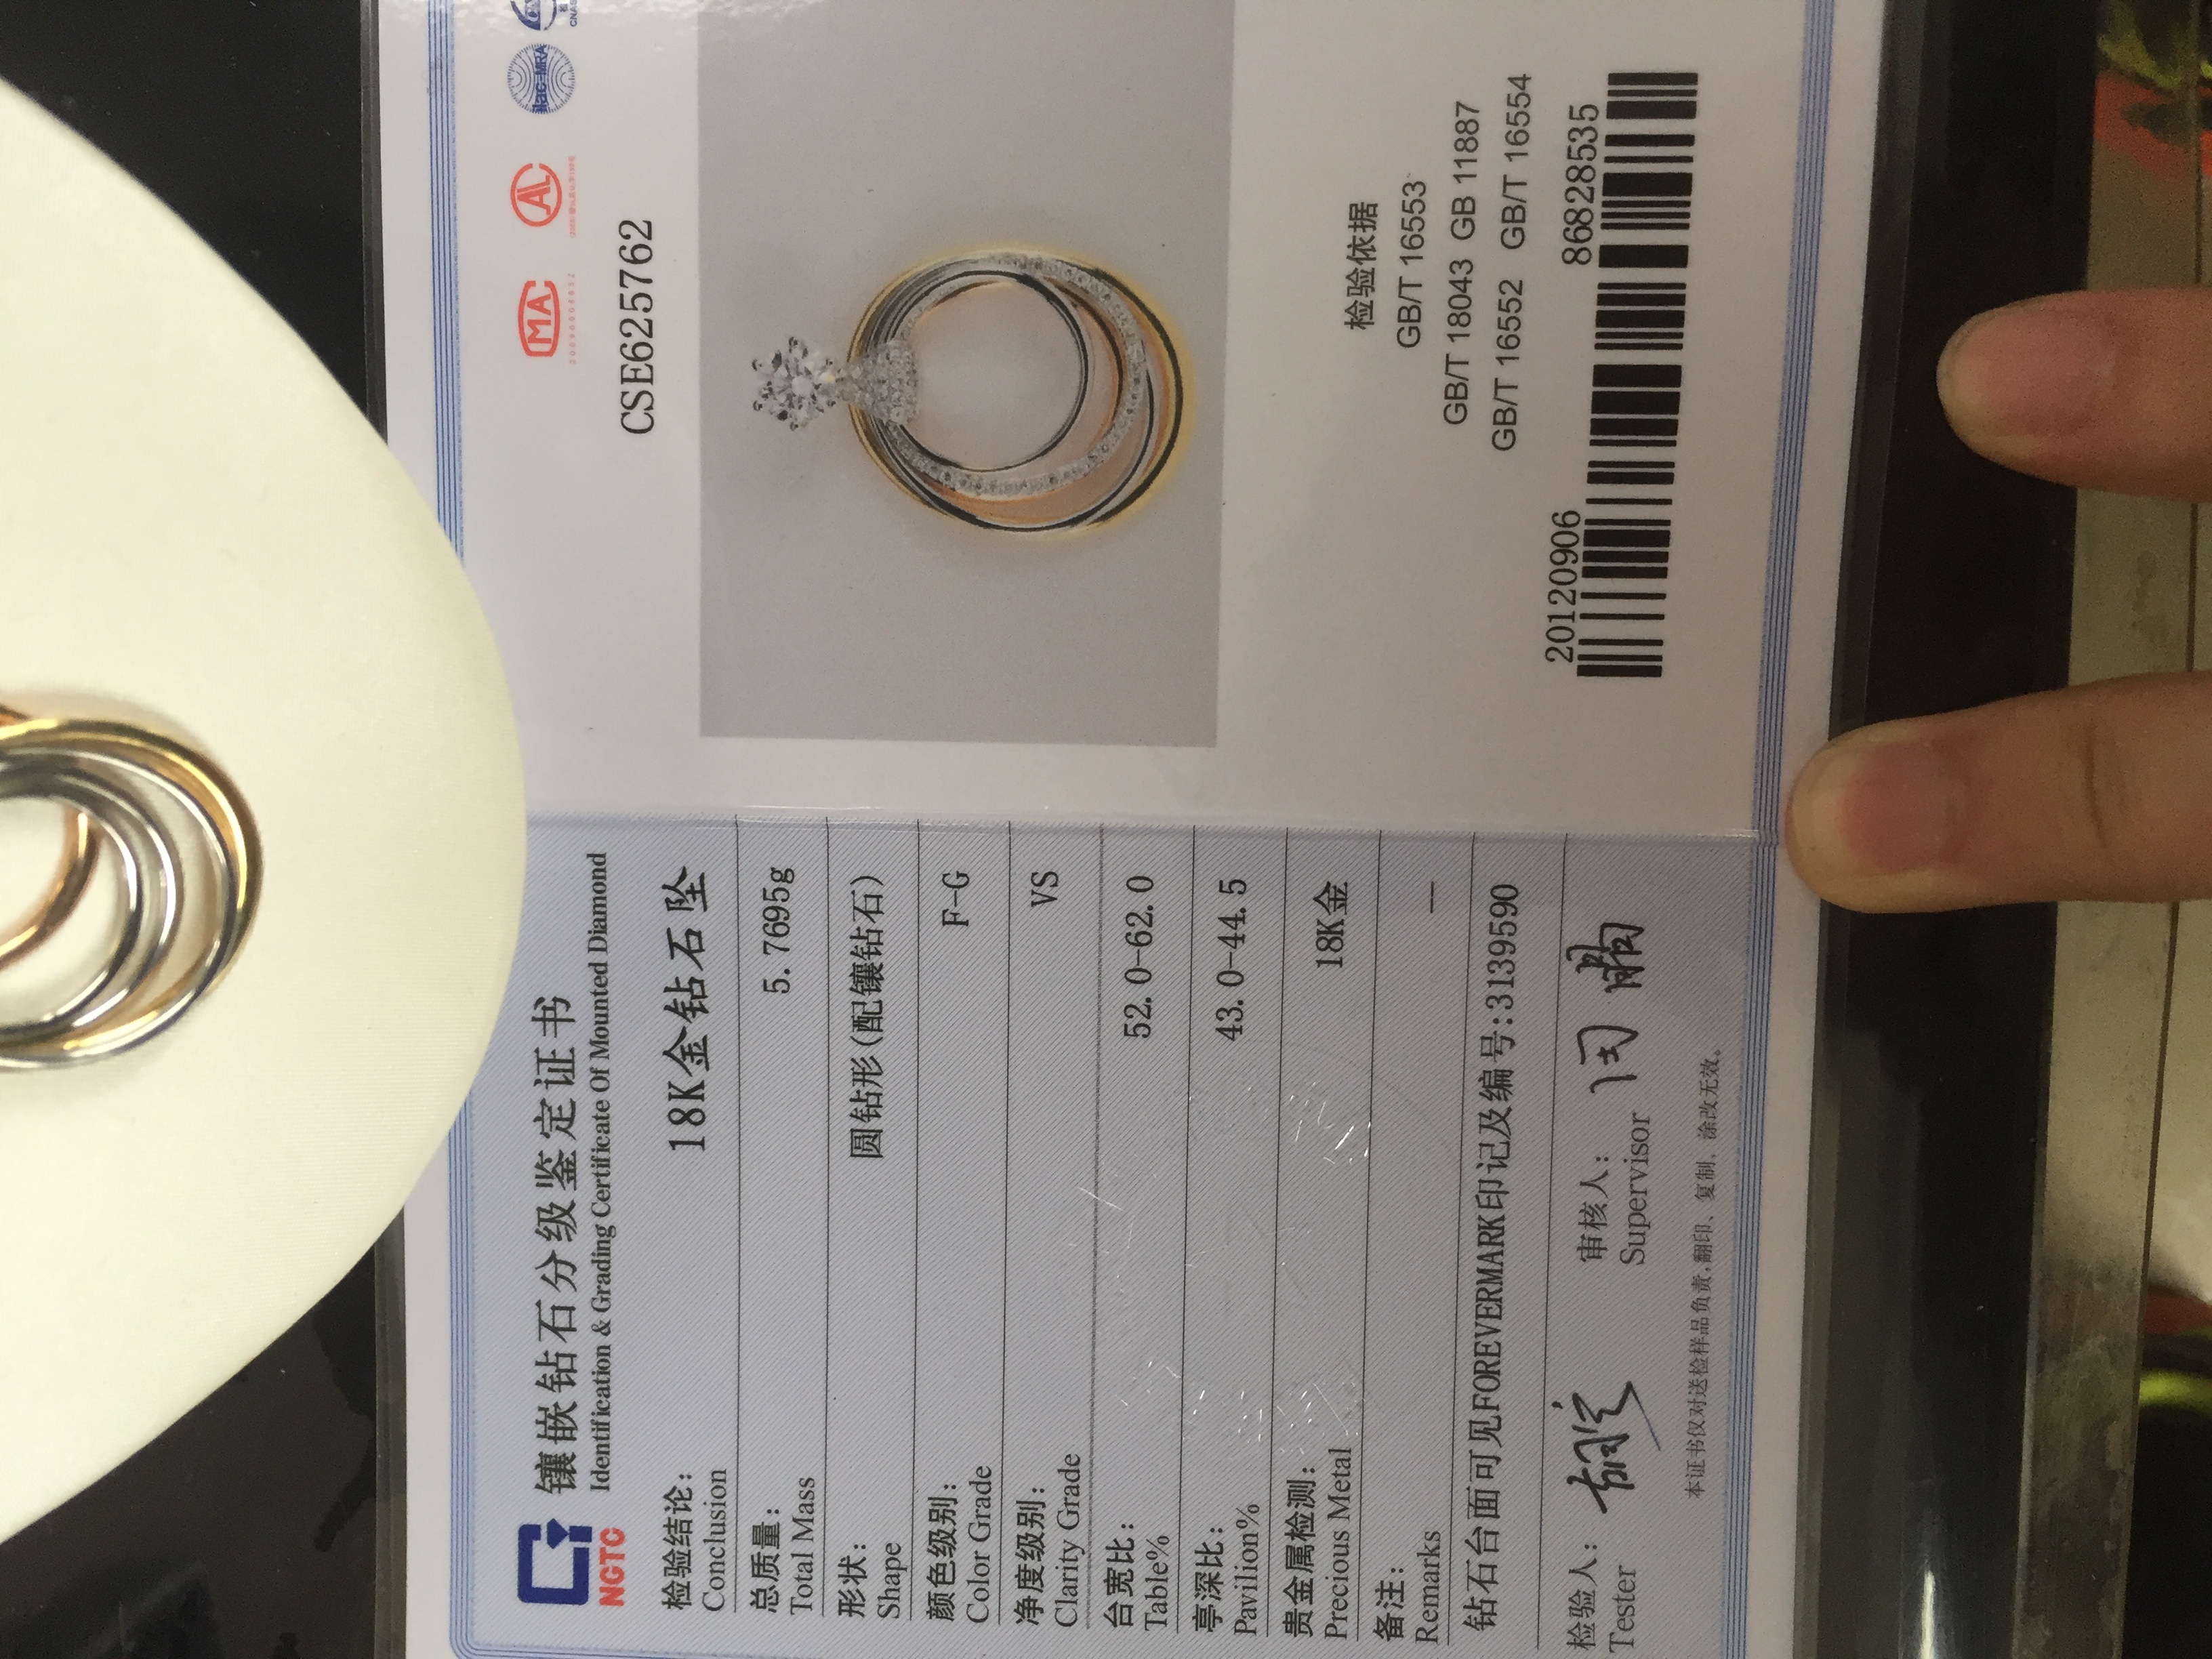 NGTC
镶嵌钻石分级鉴定证书
Identification & Grading Certificate Of Mounted Diamond
检验结论: 18K金钻石坠
Conclusion
总质量: 5.7695g
Total Mass
形状: 圆钻形(配镶钻石)
Shape
颜色级别: F-G
Color Grade
净度级别: VS
Clarity Grade
台宽比: 52.0-62.0
Table%
亭深比: 43.0-44.5
Pavilion%
贵金属检测: 18K金
Precious Metal
备注: —
Remarks
钻石台面可见FOREVERMARK印记及编号:3139590
检验人: 审核人:
Tester Supervisor
本证书仅对送检样品负责,翻印、复制、涂改无效。
MA AL ilac-MRA
CSE625762
检验依据
GB/T 16553
GB/T 18043 GB 11887
GB/T 16552 GB/T 16554
20120906 86828535